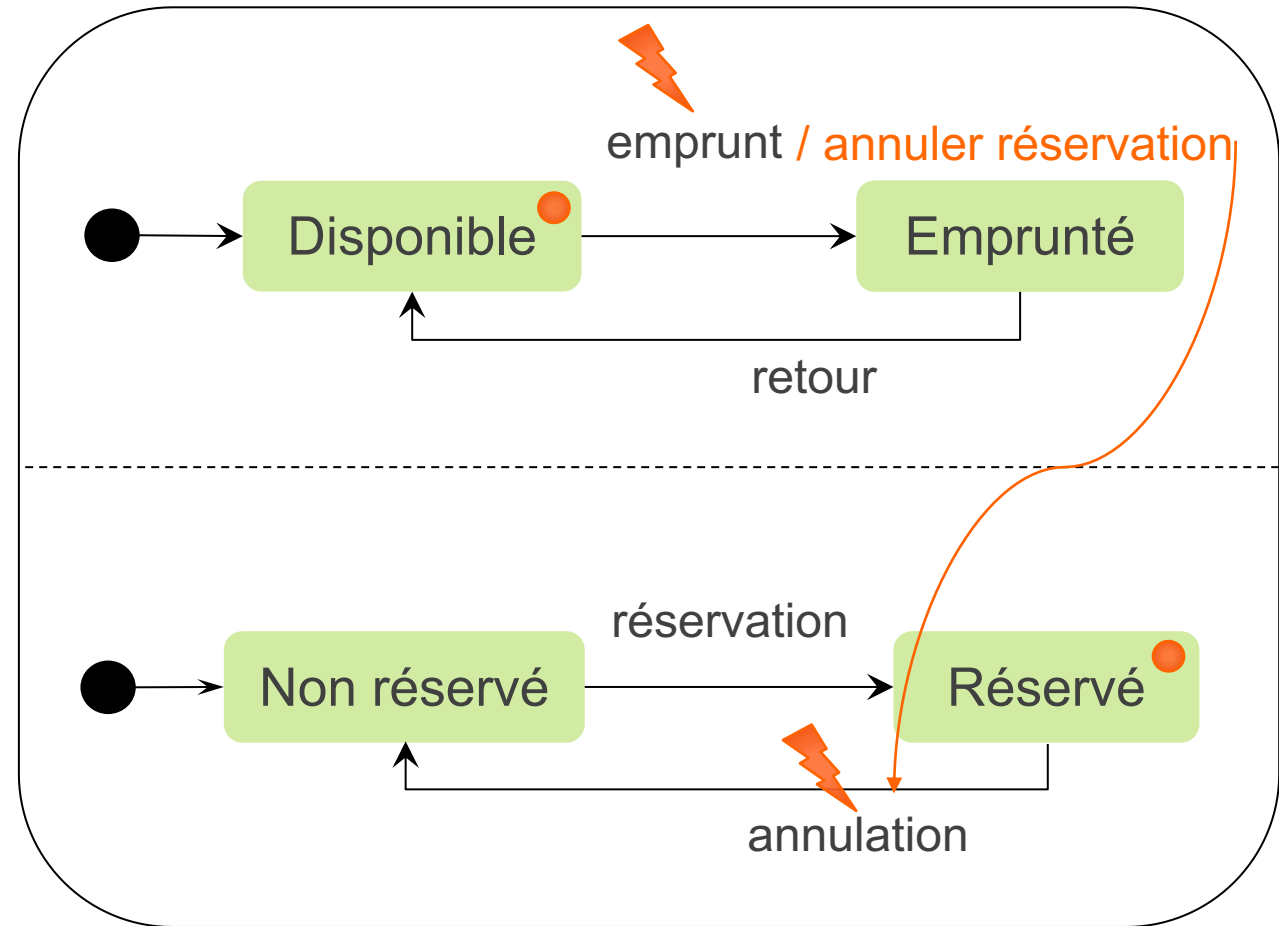 emprunt / annuler réservation
Disponible
Emprunté
retour
réservation
Non réservé
Réservé
annulation